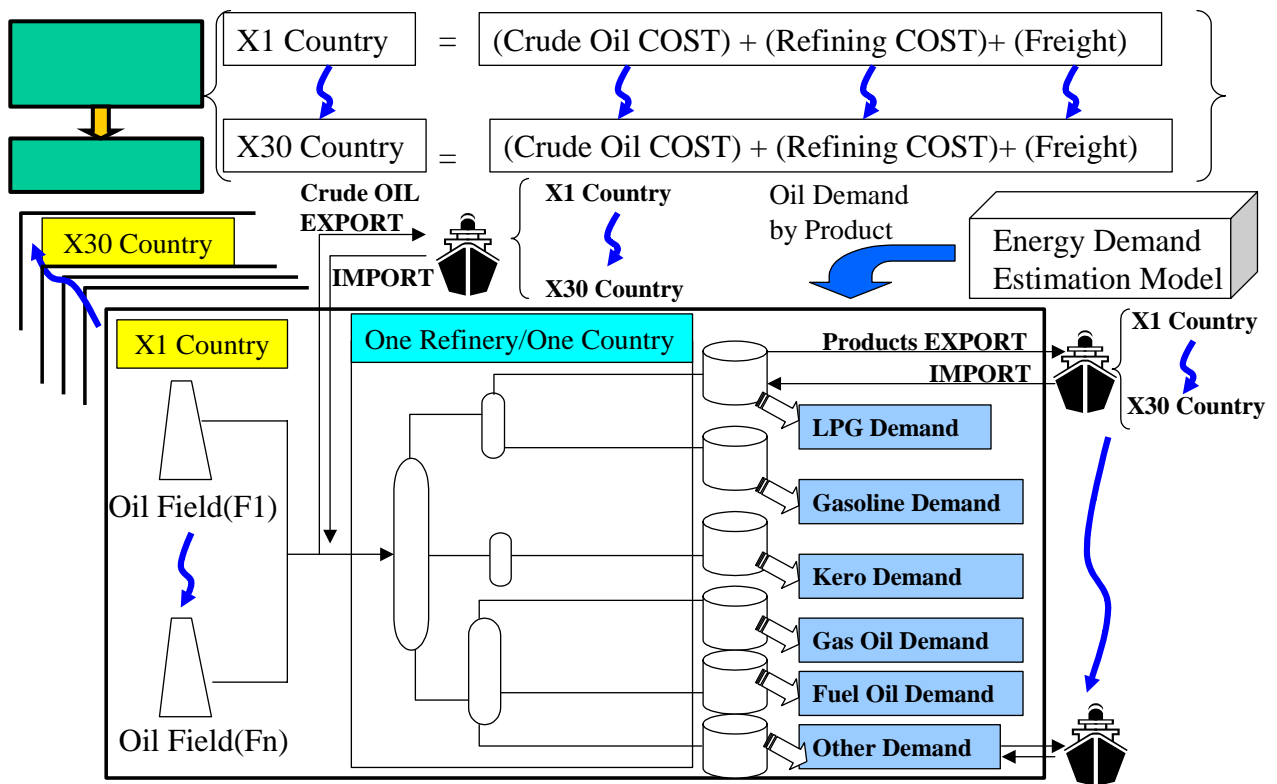 X1 Country = (Crude Oil COST) + (Refining COST)+ (Freight)
X30 Country = (Crude Oil COST) + (Refining COST)+ (Freight)
Crude OIL
EXPORT
IMPORT
X1 Country
X30 Country
Oil Demand
by Product
Energy Demand
Estimation Model
X30 Country
X1 Country
One Refinery/One Country
Products EXPORT
IMPORT
X1 Country
X30 Country
LPG Demand
Oil Field(F1)
Gasoline Demand
Kero Demand
Gas Oil Demand
Fuel Oil Demand
Oil Field(Fn)
Other Demand